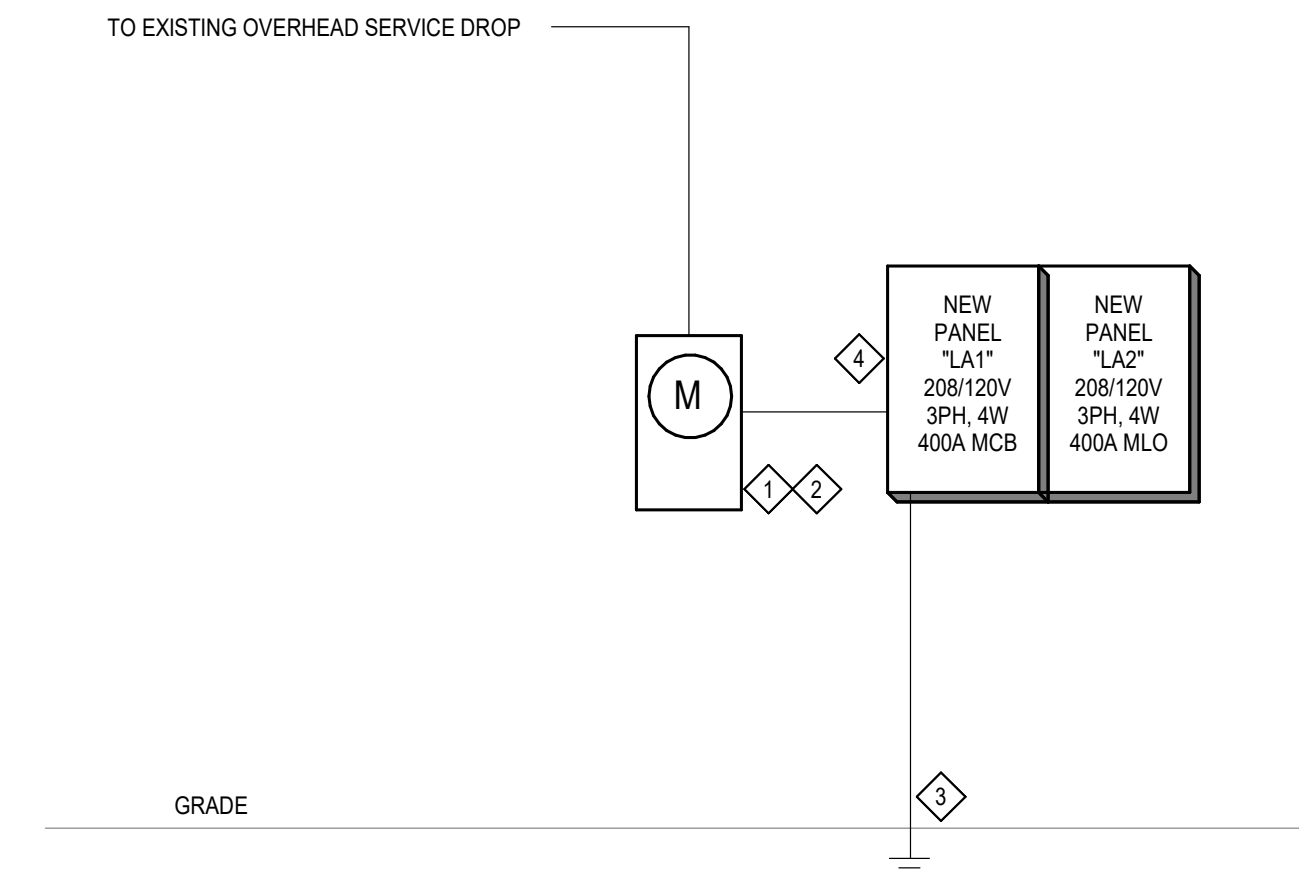 TO EXISTING OVERHEAD SERVICE DROP
NEW
PANEL
"LA1"
208/120V
3PH, 4W
400A MCB
NEW
PANEL
"LA2"
208/120V
3PH, 4W
400A MLO
4
M
1
2
3
GRADE